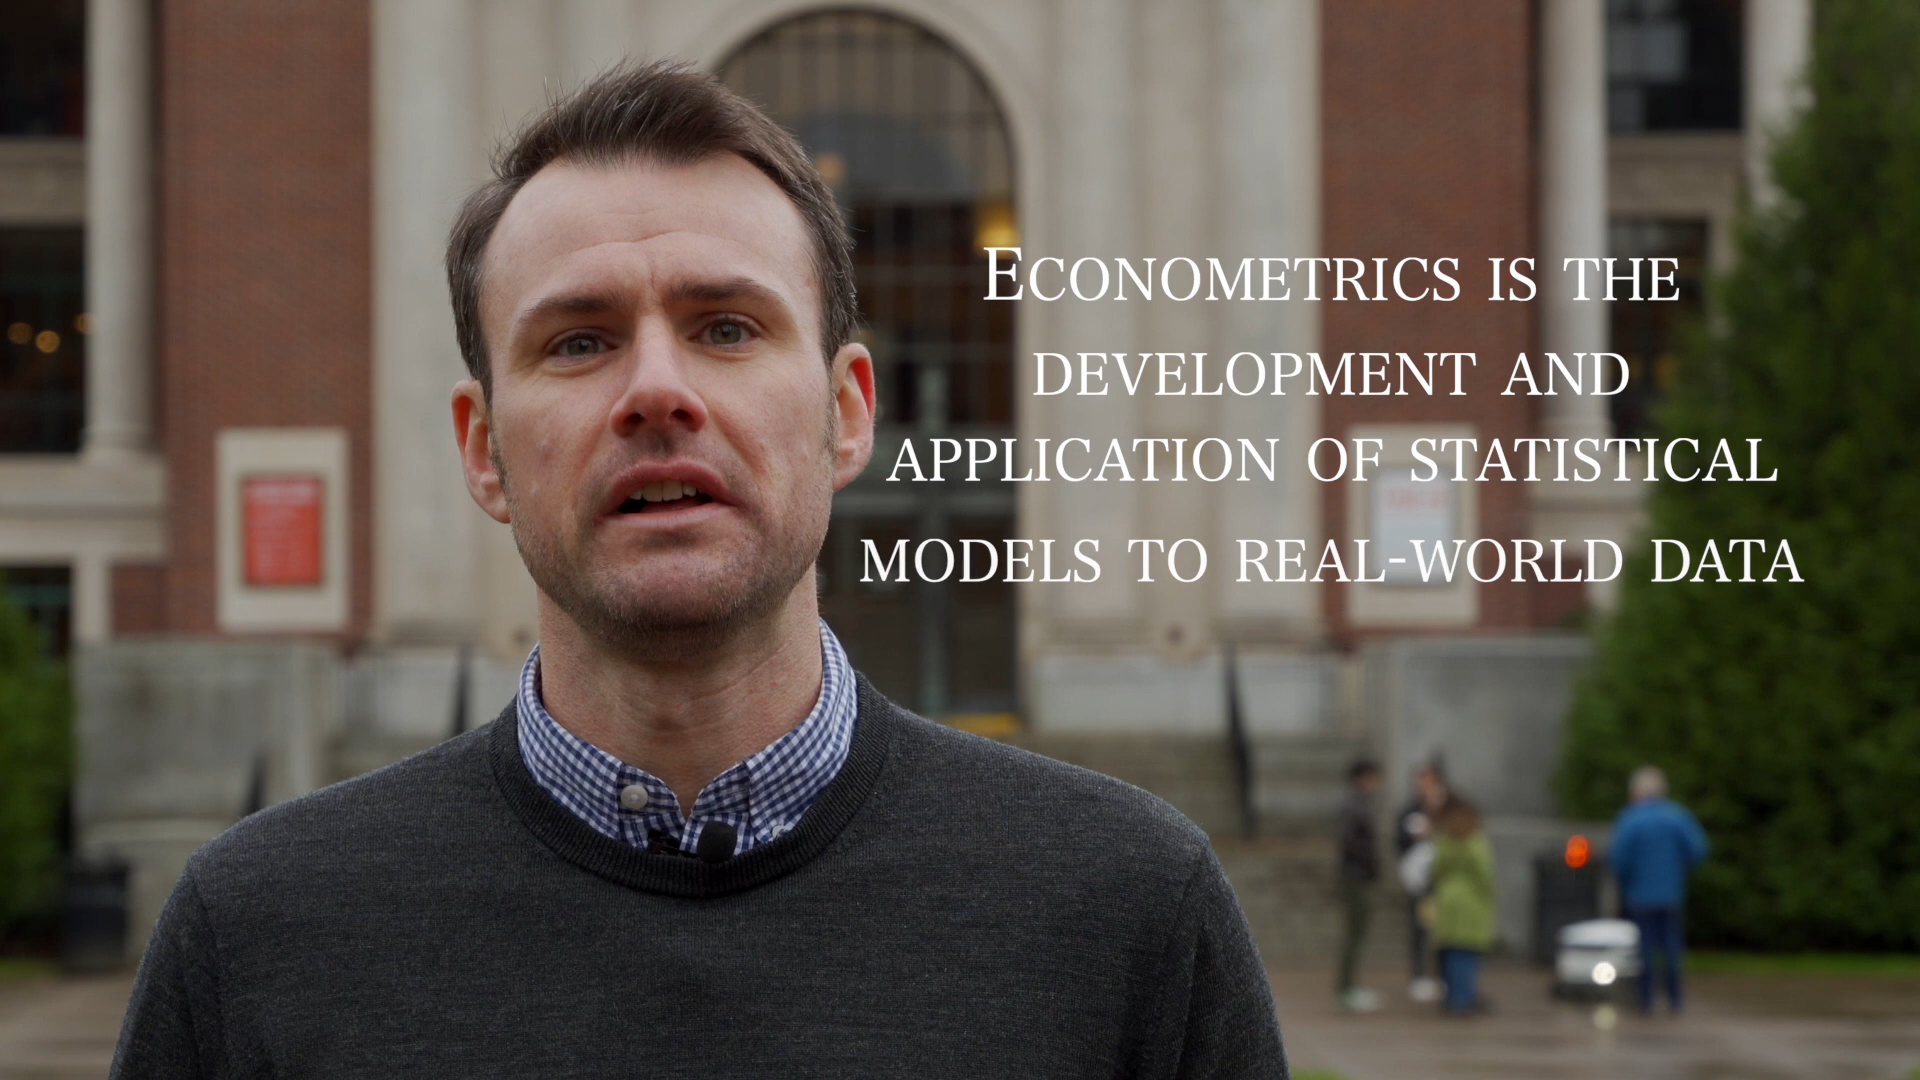 Econometrics is the
development and
application of statistical
models to real-world data